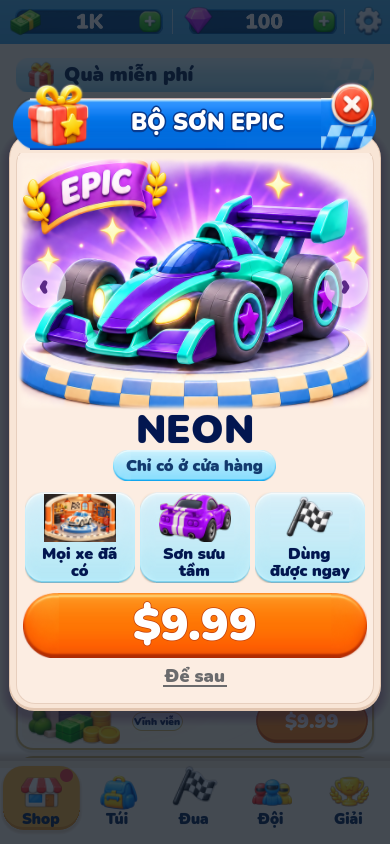 1K
100
Quà miễn phí
BỘ SƠN EPIC
EPIC
NEON
Chỉ có ở cửa hàng
Mọi xe đã
có
Sơn sưu
tầm
Dùng
được ngay
$9.99
Để sau
Vĩnh viễn
$9.99
Shop
Túi
Đua
Đội
Giải